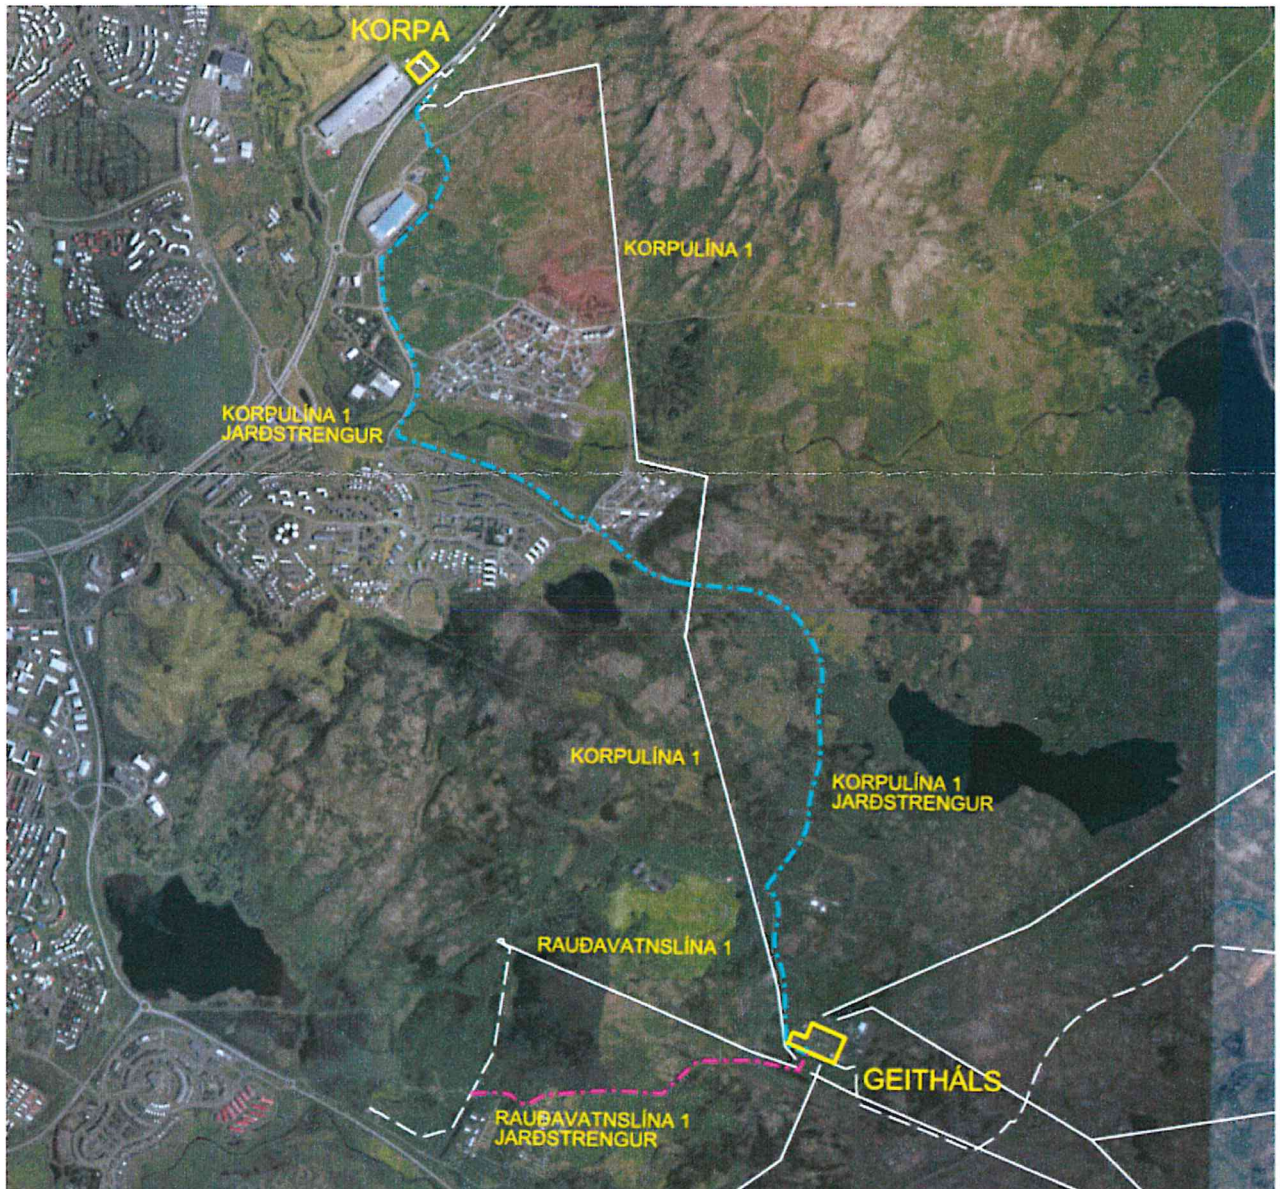 KORPA
KORPULÍNA 1
KORPULÍNA 1
JARÐSTRENGUR
KORPULÍNA 1
KORPULÍNA 1
JARÐSTRENGUR
RAUÐAVATNSLÍNA 1
GEITHÁLS
RAUÐAVATNSLÍNA 1
JARÐSTRENGUR